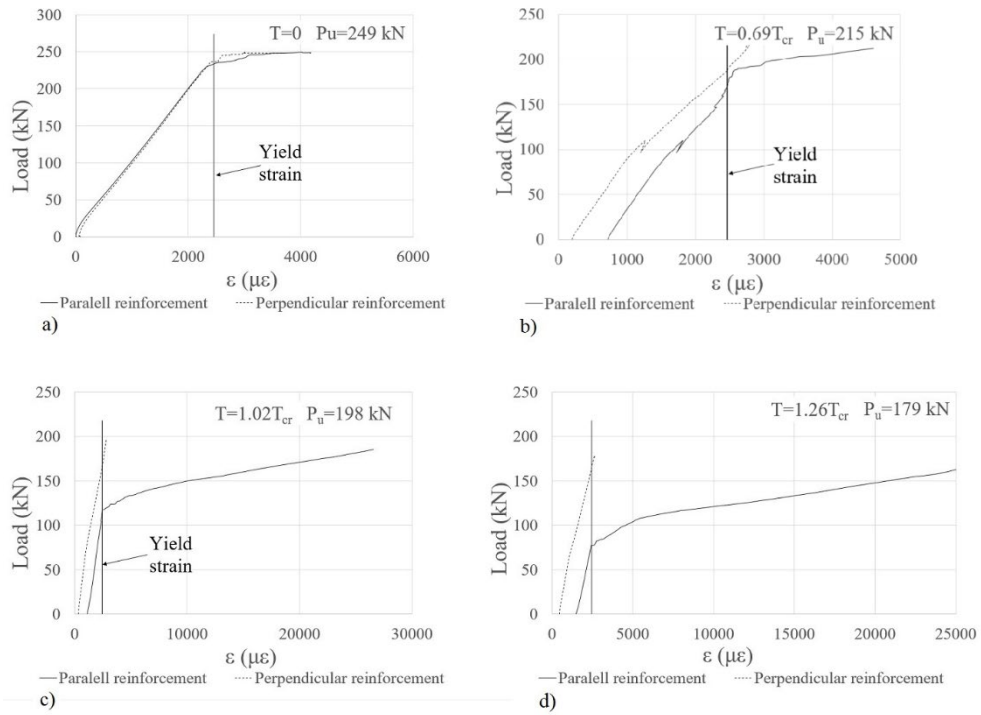 T=0 Pu=249 kN
300
250
200
150
100
50
0
Load (kN)
Yield
strain
0 2000 4000 6000
ε (με)
Paralell reinforcement Perpendicular reinforcement
a)
T=0.69Tcr Pu=215 kN
250
200
150
100
50
0
Load (kN)
Yield
strain
0 1000 2000 3000 4000 5000
ε (με)
Paralell reinforcement Perpendicular reinforcement
b)
T=1.02Tcr Pu=198 kN
250
200
150
100
50
0
Load (kN)
Yield
strain
0 10000 20000 30000
ε (με)
Paralell reinforcement Perpendicular reinforcement
c)
T=1.26Tcr Pu=179 kN
250
200
150
100
50
0
Load (kN)
0 5000 10000 15000 20000 25000
ε (με)
Paralell reinforcement Perpendicular reinforcement
d)